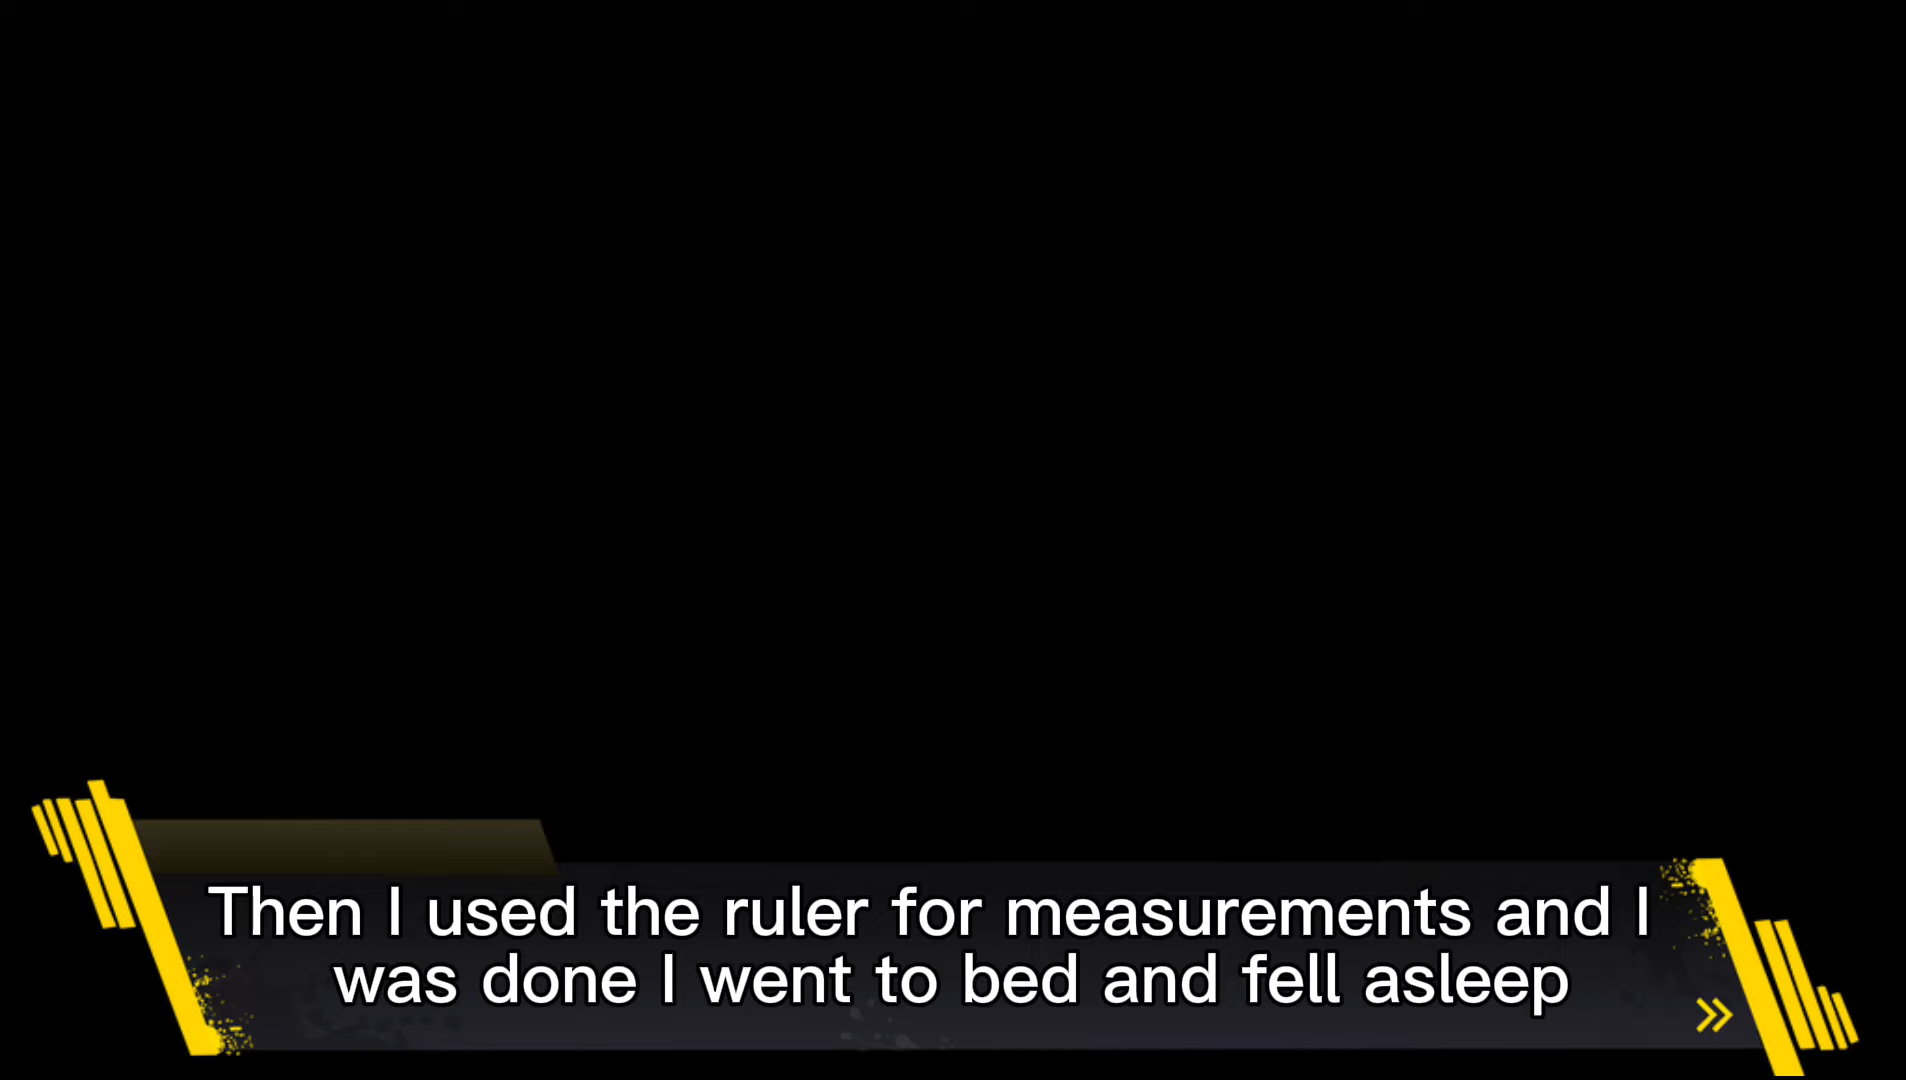 Then I used the ruler for measurements and I
was done I went to bed and fell asleep